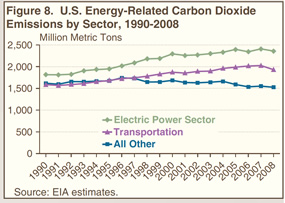 Figure 8. U.S. Energy-Related Carbon Dioxide
Emissions by Sector, 1990-2008
Million Metric Tons
2,500
2,000
1,500
1,000
500
0
Electric Power Sector
Transportation
All Other
1990 1991 1992 1993 1994 1995 1996 1997 1998 1999 2000 2001 2002 2003 2004 2005 2006 2007 2008
Source: EIA estimates.